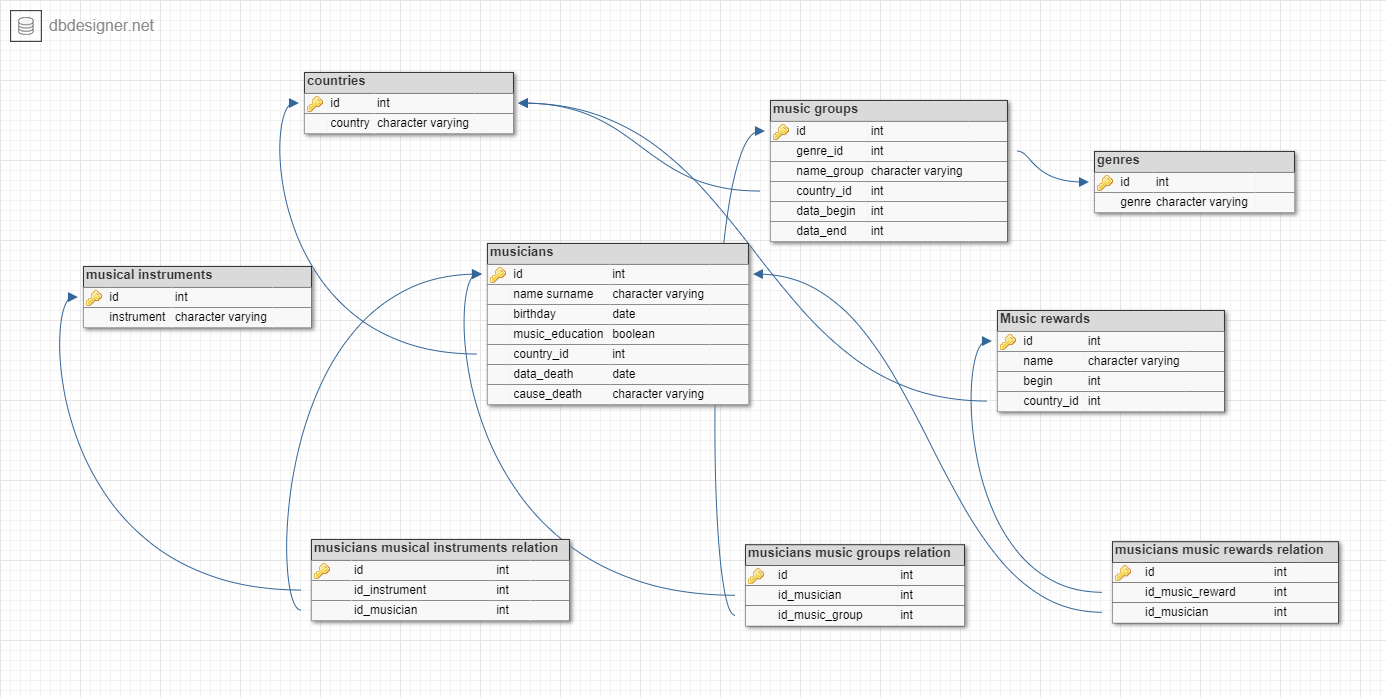 dbdesigner.net
countries
id int
country character varying
music groups
id int
genre_id int
name_group character varying
country_id int
data_begin int
data_end int
genres
id int
genre character varying
musicians
id int
name surname character varying
birthday date
music_education boolean
country_id int
data_death date
cause_death character varying
musical instruments
id int
instrument character varying
Music rewards
id int
name character varying
begin int
country_id int
musicians musical instruments relation
id int
id_instrument int
id_musician int
musicians music groups relation
id int
id_musician int
id_music_group int
musicians music rewards relation
id int
id_music_reward int
id_musician int